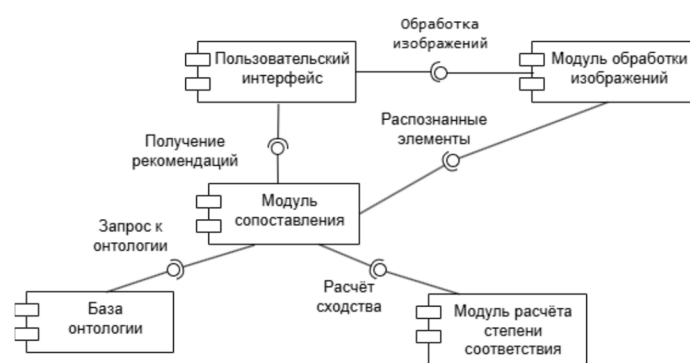 Обработка
изображений
Пользовательский
интерфейс
Модуль обработки
изображений
Получение
рекомендаций
Распознанные
элементы
Модуль
сопоставления
Запрос к
онтологии
Расчёт
сходства
База
онтологии
Модуль расчёта
степени
соответствия